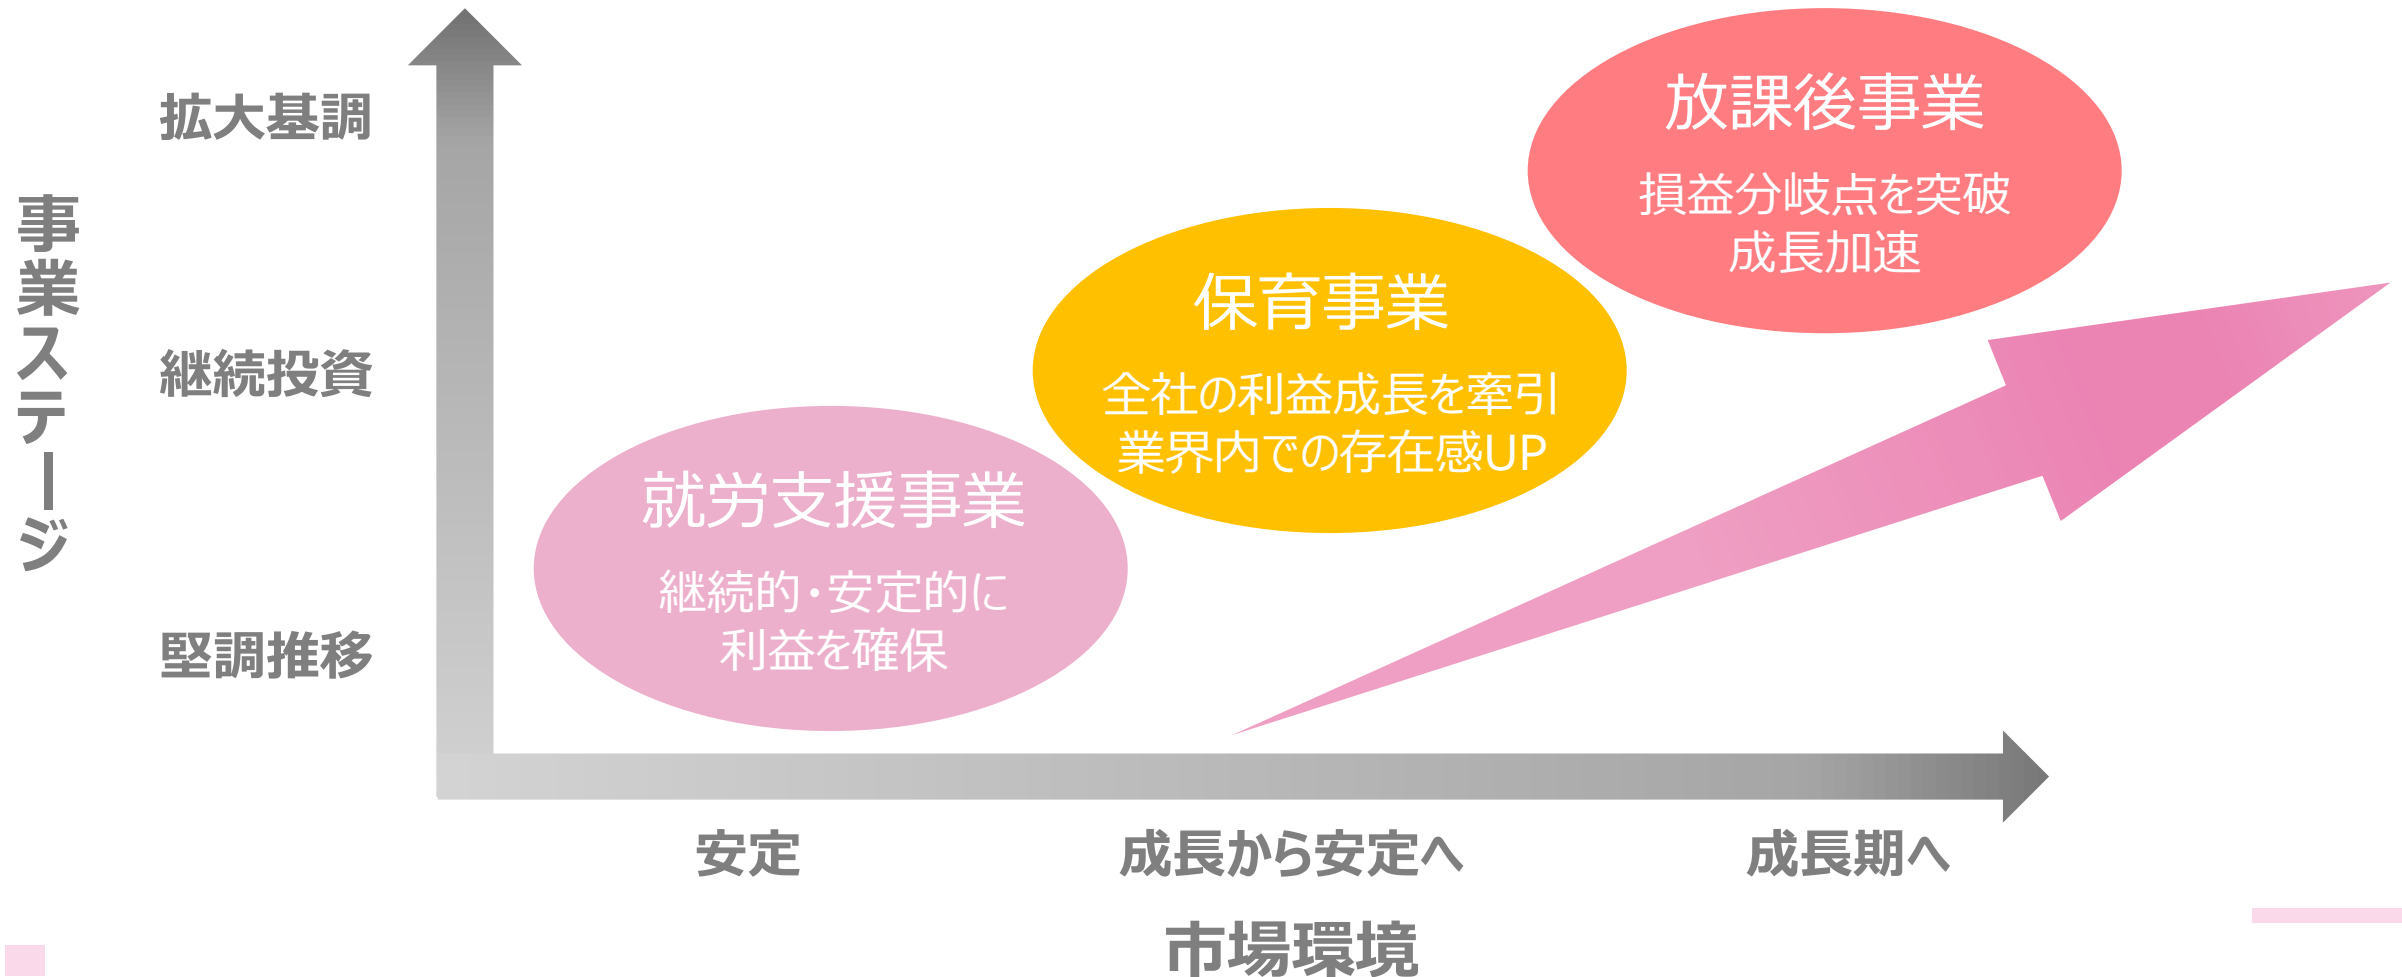 事業ステージ
拡大基調
継続投資
堅調推移
放課後事業
損益分岐点を突破
成長加速
保育事業
全社の利益成長を牽引
業界内での存在感UP
就労支援事業
継続的・安定的に
利益を確保
安定
成長から安定へ
成長期へ
市場環境